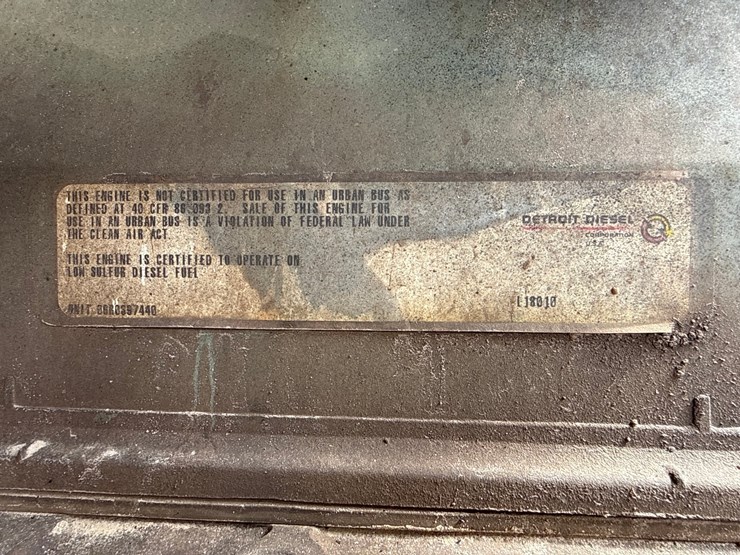 THIS ENGINE IS NOT CERTIFIED FOR USE IN AN URBAN BUS AS
DEFINED AT 40 CFR 86.093 2. SALE OF THIS ENGINE FOR
USE IN AN URBAN BUS IS A VIOLATION OF FEDERAL LAW UNDER
THE CLEAN AIR ACT
THIS ENGINE IS CERTIFIED TO OPERATE ON
LOW SULFUR DIESEL FUEL
UNIT
DETROIT DIESEL
CORPORATION
U.S.A.